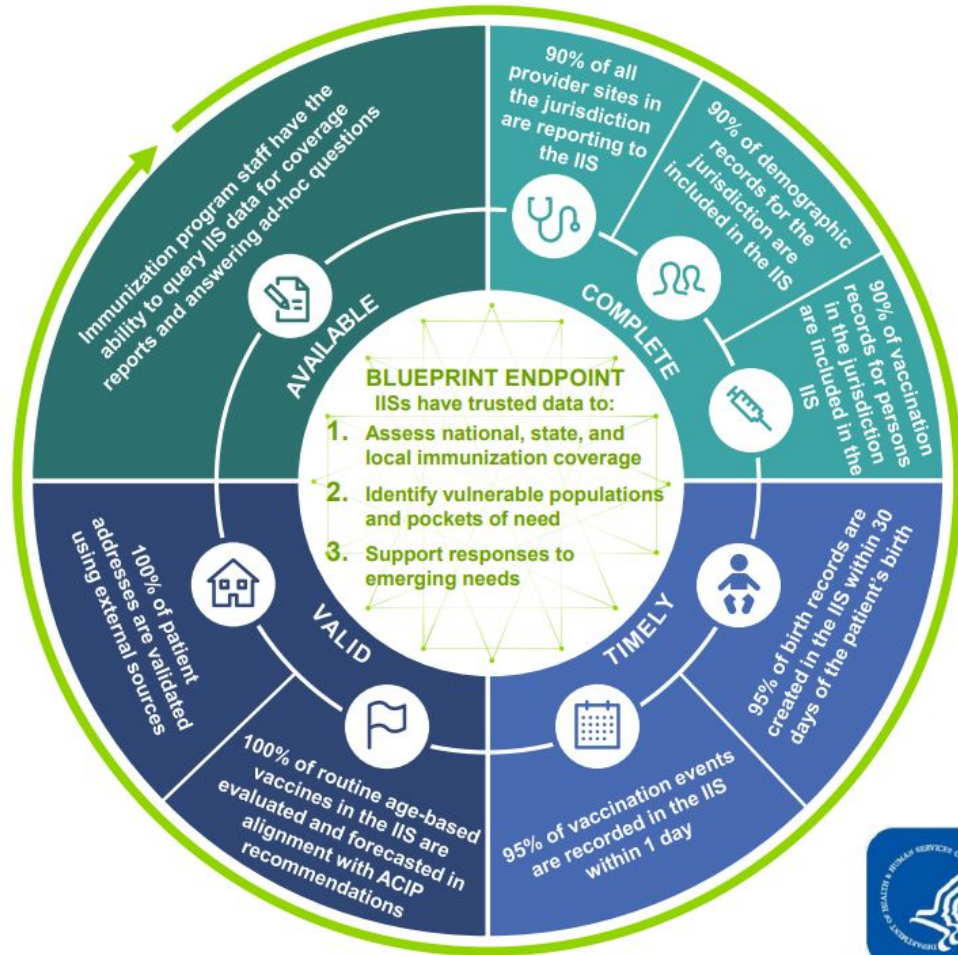 90% of all
provider sites in
the jurisdiction
are reporting to
the IIS
90% of demographic
records for the
jurisdiction are
included in the IIS
90% of vaccination
records for persons
in the jurisdiction
are included in the
IIS
COMPLETE
95% of birth records are
created in the IIS within 30
days of the patient's birth
95% of vaccination events
are recorded in the IIS
within 1 day
TIMELY
100% of routine age-based
vaccines in the IIS are
evaluated and forecasted in
alignment with ACIP
recommendations
100% of patient
addresses are validated
using external sources
VALID
Immunization program staff have the
ability to query IIS data for coverage
reports and answering ad-hoc questions
AVAILABLE
BLUEPRINT ENDPOINT
IISs have trusted data to:
1. Assess national, state, and
local immunization coverage
2. Identify vulnerable populations
and pockets of need
3. Support responses to
emerging needs
DEPARTMENT OF HEALTH & HUMAN SERVICES